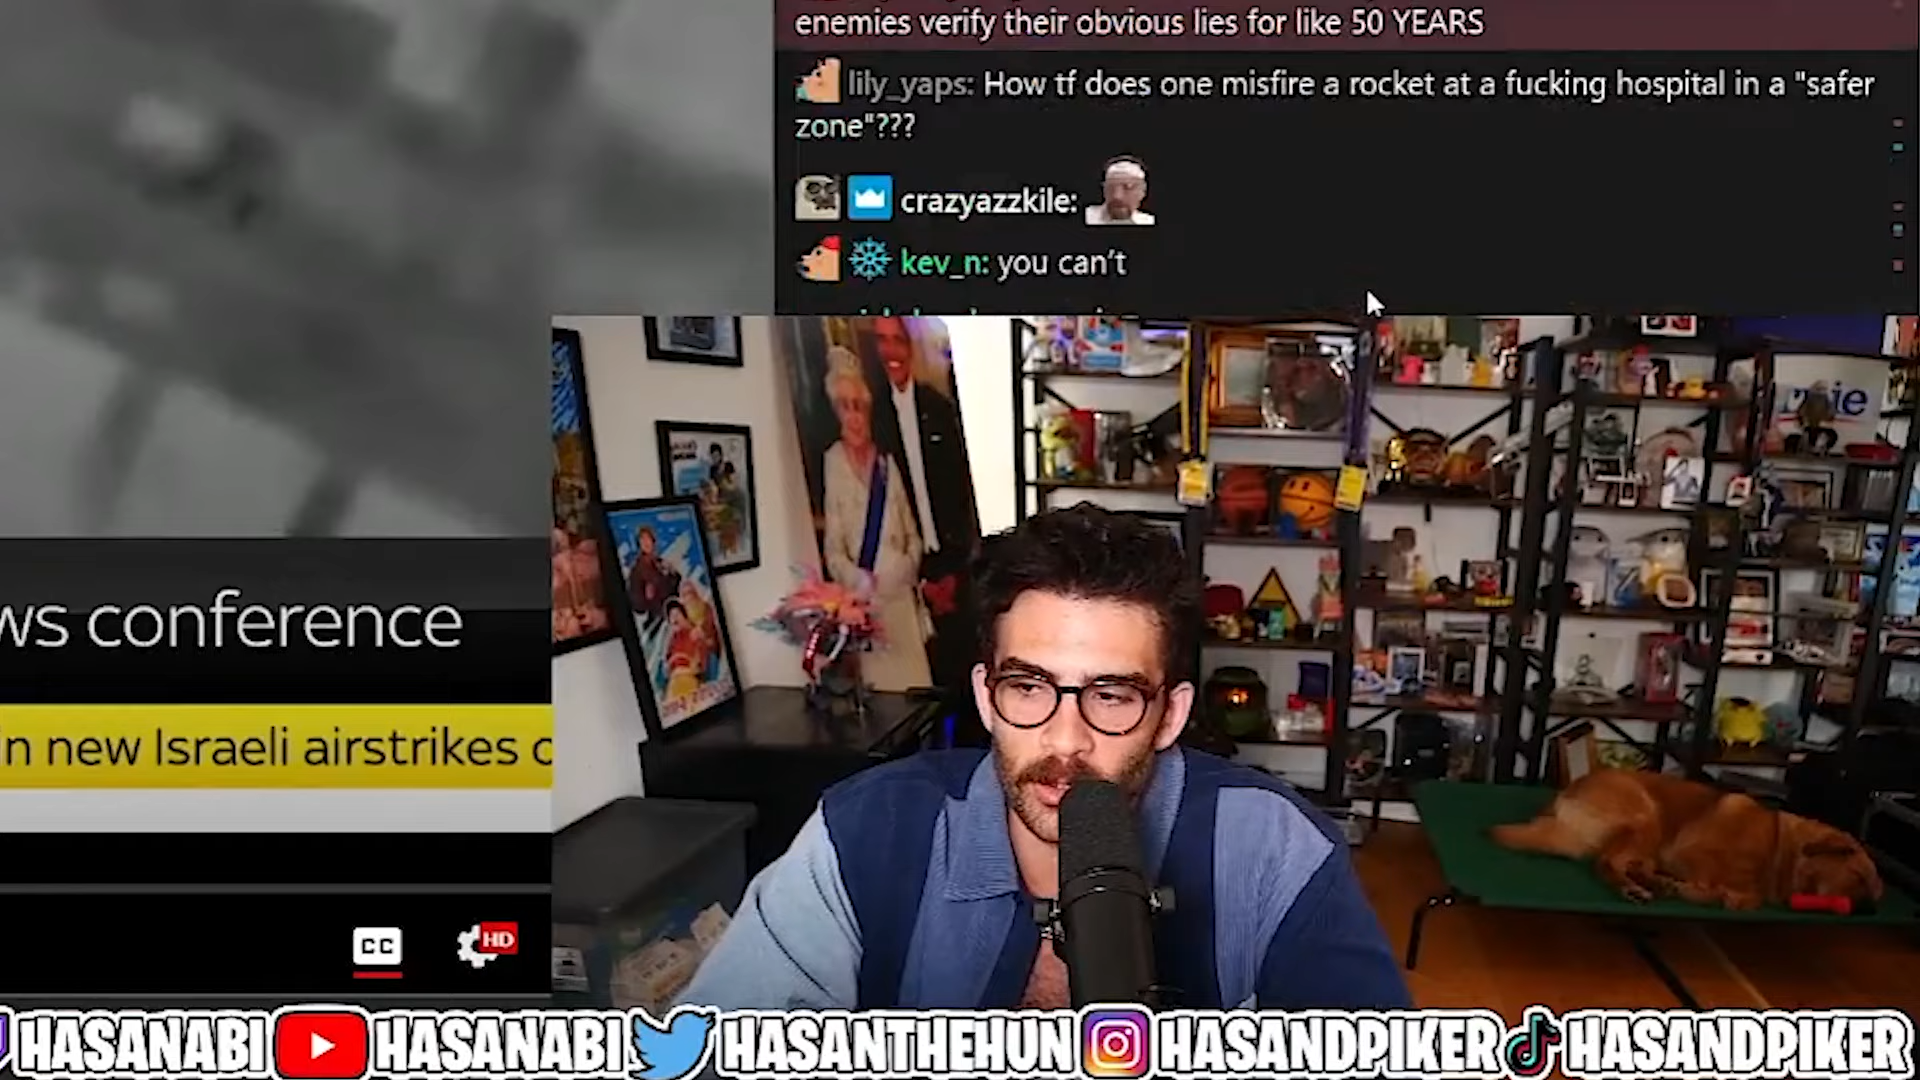 enemies verify their obvious lies for like 50 YEARS
lily_yaps: How tf does one misfire a rocket at a fucking hospital in a "safer
zone"???
crazyazzkile:
kev_n: you can't
ws conference
n new Israeli airstrikes
CC
HD
HASANABI HASANABI HASANTHEHUN HASANDPIKER HASANDPIKER